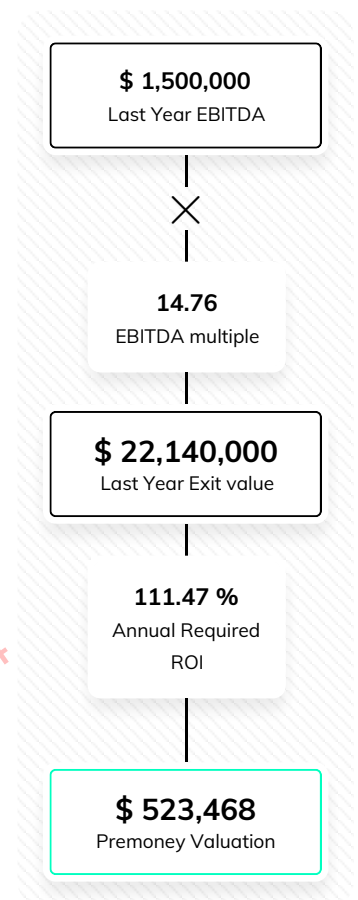 $ 1,500,000
Last Year EBITDA
14.76
EBITDA multiple
$ 22,140,000
Last Year Exit value
111.47 %
Annual Required
ROI
$ 523,468
Premoney Valuation